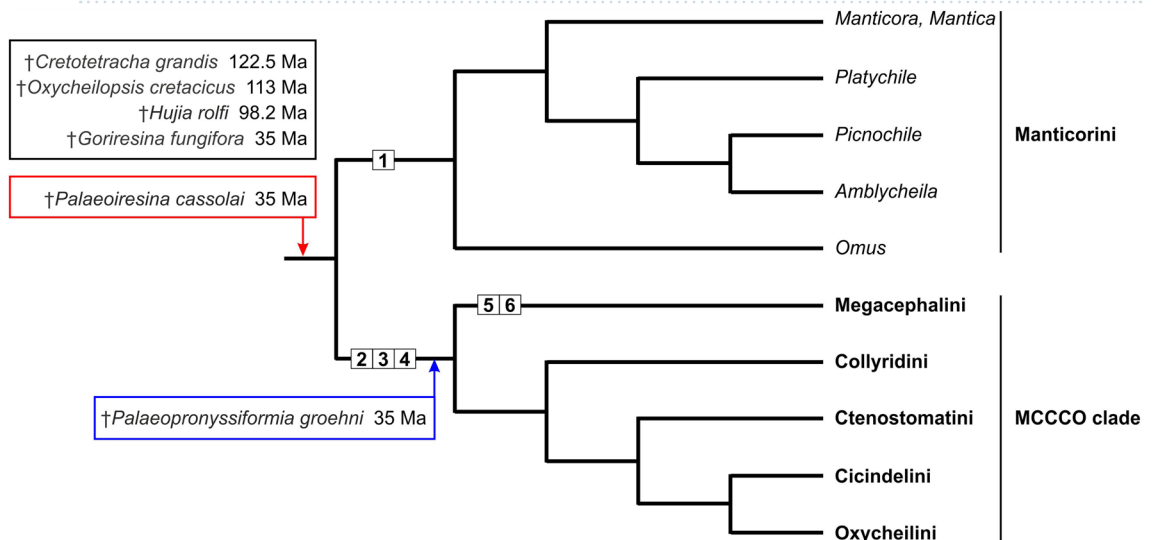 †Cretotetracha grandis 122.5 Ma
†Oxycheilopsis cretacicus 113 Ma
†Hujia rolfi 98.2 Ma
†Goriresina fungifora 35 Ma
†Palaeoiresina cassolai 35 Ma
†Palaeopronyssiformia groehni 35 Ma
1
2 3 4
5 6
Manticora, Mantica
Platychile
Picnochile
Amblycheila
Omus
Manticorini
Megacephalini
Collyridini
Ctenostomatini
Cicindelini
Oxycheilini
MCCCO clade